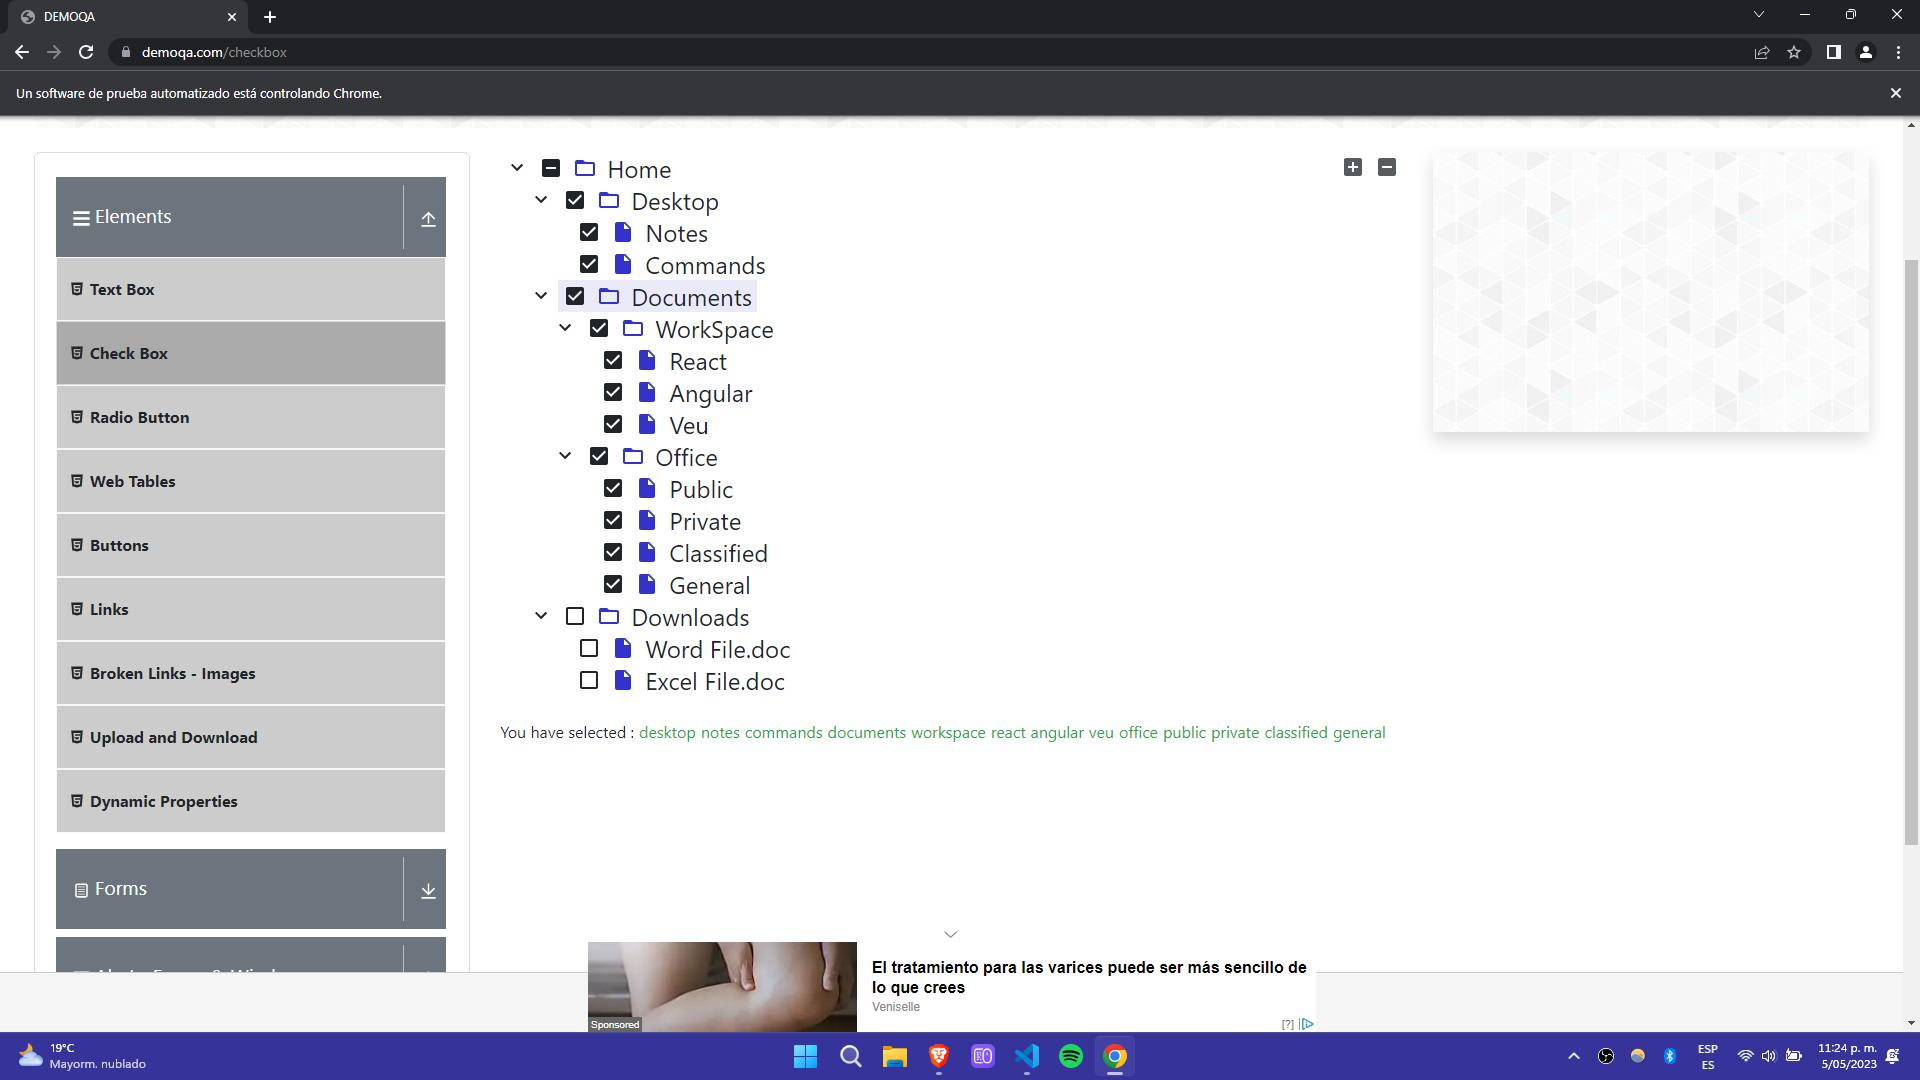 DEMOQA
demoqa.com/checkbox
Un software de prueba automatizado está controlando Chrome.
Elements
Text Box
Check Box
Radio Button
Web Tables
Buttons
Links
Broken Links - Images
Upload and Download
Dynamic Properties
Forms
Home
Desktop
Notes
Commands
Documents
WorkSpace
React
Angular
Veu
Office
Public
Private
Classified
General
Downloads
Word File.doc
Excel File.doc
You have selected : desktop notes commands documents workspace react angular veu office public private classified general
Sponsored
El tratamiento para las varices puede ser más sencillo de
lo que crees
Veniselle
[?]
19°C
Mayorm. nublado
ESP
ES
11:24 p. m.
5/05/2023